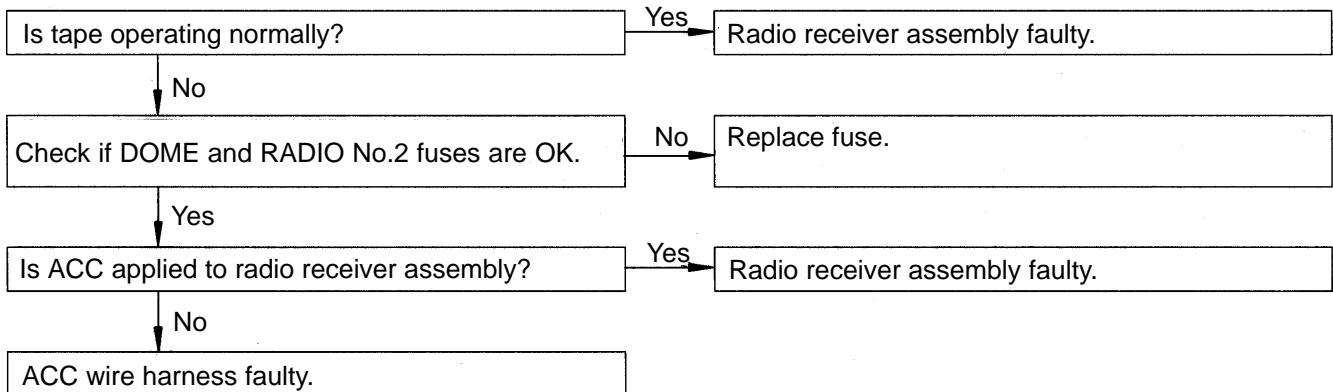 Is tape operating normally?
Yes
Radio receiver assembly faulty.
No
Check if DOME and RADIO No.2 fuses are OK.
No
Replace fuse.
Yes
Is ACC applied to radio receiver assembly?
Yes
Radio receiver assembly faulty.
No
ACC wire harness faulty.